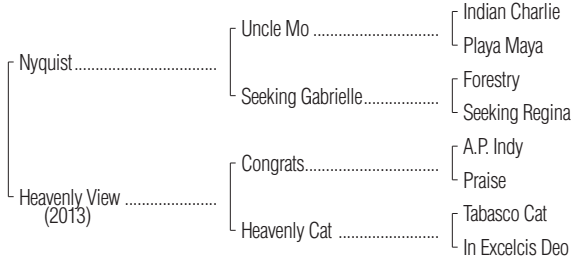 Indian Charlie
Uncle Mo ................................
Playa Maya
Nyquist ....................................
Forestry
Seeking Gabrielle...................
Seeking Regina
A.P. Indy
Congrats..................................
Praise
Heavenly View .......................
(2013)
Tabasco Cat
Heavenly Cat .........................
In Excelcis Deo